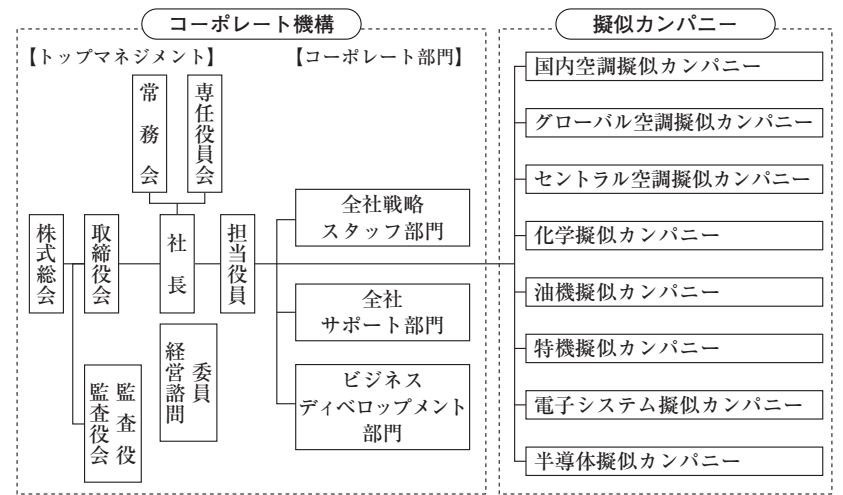 コーポレート機構
【トップマネジメント】
【コーポレート部門】
常務会
専任役員会
株式総会
取締役会
社長
担当役員
監査役
監査役会
委員
経営諮問
全社戦略
スタッフ部門
全社
サポート部門
ビジネス
ディベロップメント
部門
擬似カンパニー
国内空調擬似カンパニー
グローバル空調擬似カンパニー
セントラル空調擬似カンパニー
化学擬似カンパニー
油機擬似カンパニー
特機擬似カンパニー
電子システム擬似カンパニー
半導体擬似カンパニー